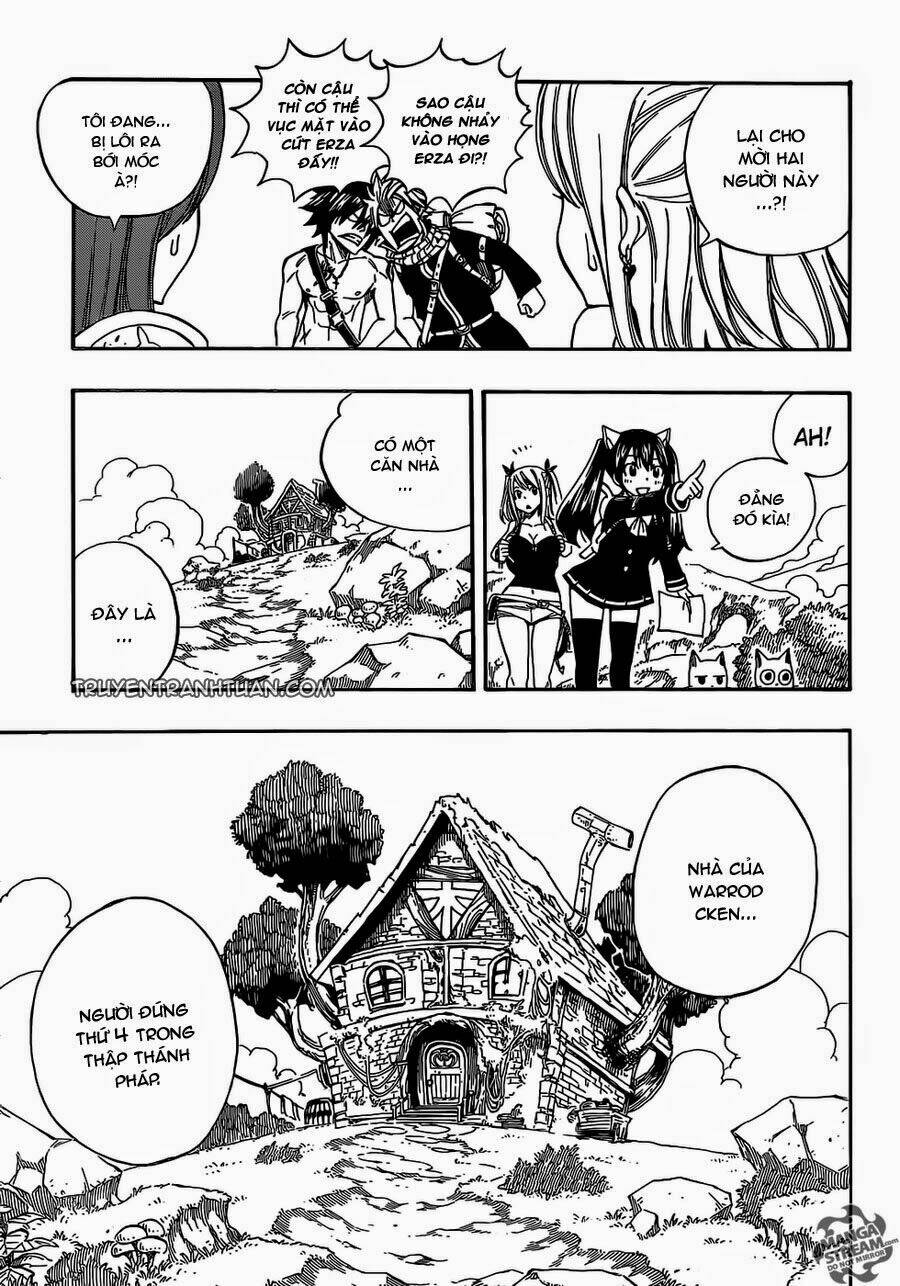 LẠI CHO
MỜI HAI
NGƯỜI NÀY
...?!
SAO CẬU
KHÔNG NHẢY
VÀO HỌNG
ERZA ĐI?!
CÒN CẬU
THÌ CÓ THỂ
VỤC MẶT VÀO
CỨT ERZA
ĐẤY!!
TÔI ĐANG...
BỊ LÔI RA
BỚI MÓC
À?!
AH!
ĐẰNG
ĐÓ KÌA!
CÓ MỘT
CĂN NHÀ
...
ĐÂY LÀ
...
TRUYENTRANHTUAN.COM
NHÀ CỦA
WARROD
CKEN...
NGƯỜI ĐÚNG
THỨ 4 TRONG
THẬP THÁNH
PHÁP.
MANGA
STREAM.COM
DO NOT MIRROR!